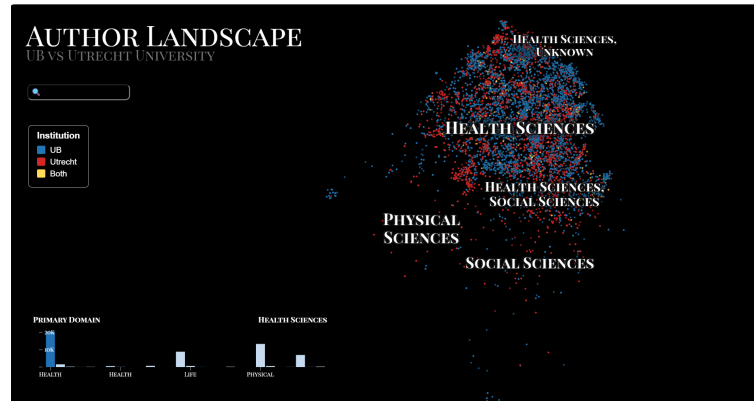 AUTHOR LANDSCAPE
UB VS UTRECHT UNIVERSITY
Institution
UB
Utrecht
Both
HEALTH SCIENCES,
UNKNOWN
HEALTH SCIENCES
HEALTH SCIENCES,
SOCIAL SCIENCES
PHYSICAL
SCIENCES
SOCIAL SCIENCES
PRIMARY DOMAIN
HEALTH SCIENCES
20K
10K
HEALTH
HEALTH
LIFE
PHYSICAL